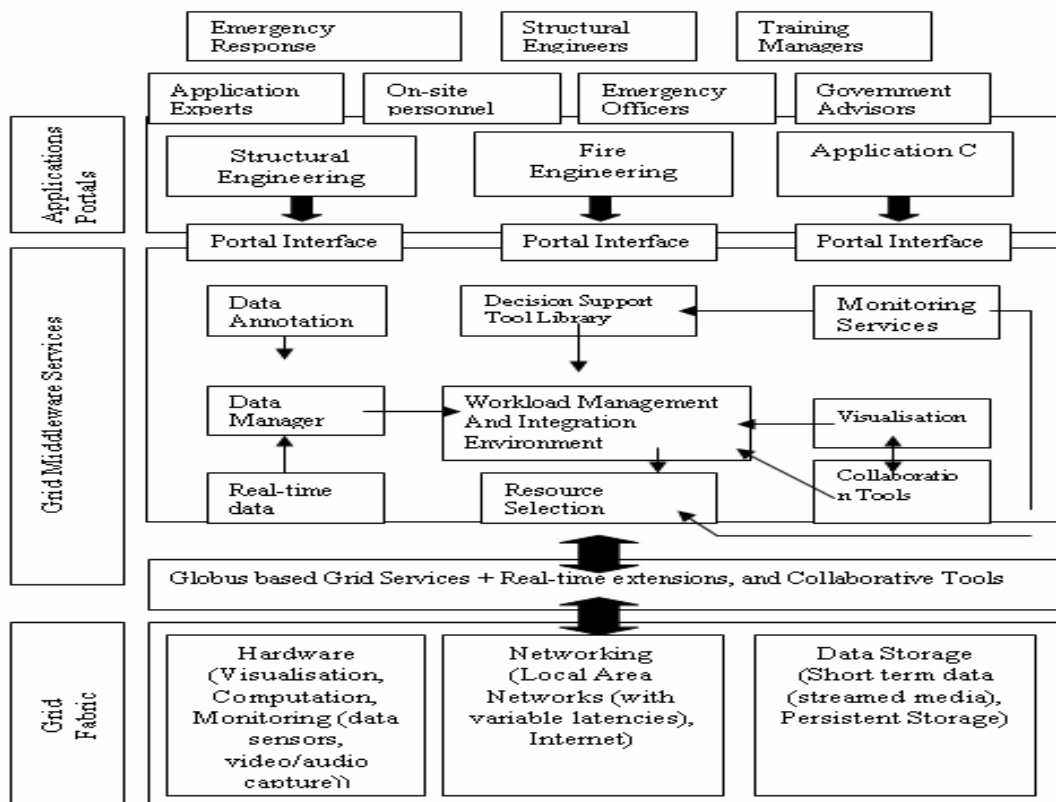 Emergency
Response
Structural
Engineers
Training
Managers
Application
Experts
On-site
personnel
Emergency
Officers
Government
Advisors
Applications
Portals
Structural
Engineering
Fire
Engineering
Application C
Portal Interface
Portal Interface
Portal Interface
Grid Middleware Services
Data
Annotation
Decision Support
Tool Library
Monitoring
Services
Data
Manager
Workload Management
And Integration
Environment
Visualisation
Real-time
data
Resource
Selection
Collaboratio
n Tools
Globus based Grid Services + Real-time extensions, and Collaborative Tools
Grid
Fabric
Hardware
(Visualisation,
Computation,
Monitoring (data
sensors,
video/audio
capture))
Networking
(Local Area
Networks (with
variable latencies),
Internet)
Data Storage
(Short term data
(streamed media),
Persistent Storage)